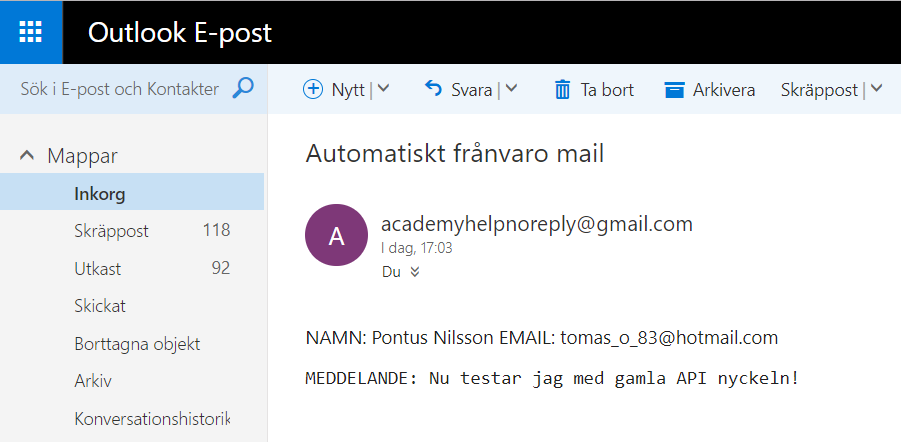 Outlook E-post
Sök i E-post och Kontakter
Nytt | Svara | Ta bort Arkivera Skräppost |
Mappar
Inkorg
Skräppost 118
Utkast 92
Skickat
Borttagna objekt
Arkiv
Konversationshistorik
Automatiskt frånvaro mail
A
academyhelpnoreply@gmail.com
I dag, 17:03
Du
NAMN: Pontus Nilsson EMAIL: tomas_o_83@hotmail.com
MEDDELANDE: Nu testar jag med gamla API nyckeln!